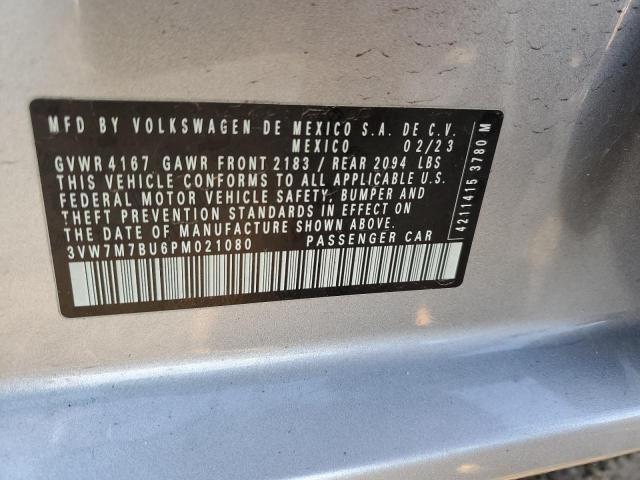 MFD BY VOLKSWAGEN DE MEXICO S.A. DE C.V.
MEXICO 02/23
GVWR 4167 GAWR FRONT 2183 / REAR 2094 LBS
THIS VEHICLE CONFORMS TO ALL APPLICABLE U.S.
FEDERAL MOTOR VEHICLE SAFETY, BUMPER AND
THEFT PREVENTION STANDARDS IN EFFECT ON
THE DATE OF MANUFACTURE SHOWN ABOVE.
3VW7M7BU6PM021080 PASSENGER CAR
4211415 3780 M